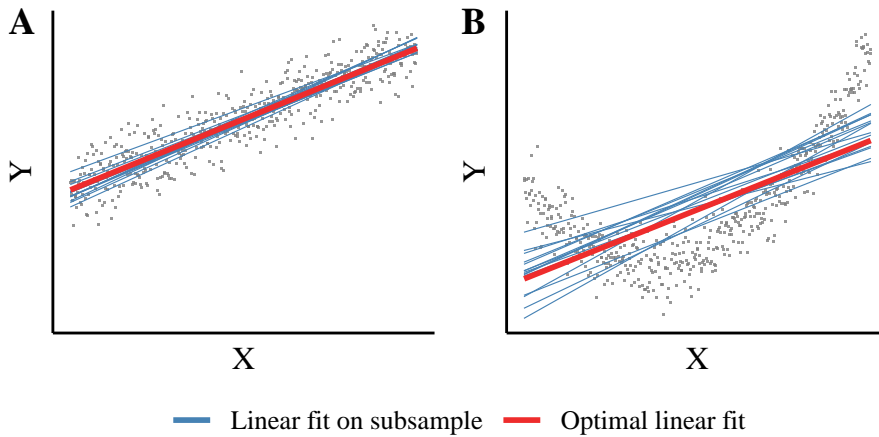 A
B
Y
Y
X
X
Linear fit on subsample
Optimal linear fit